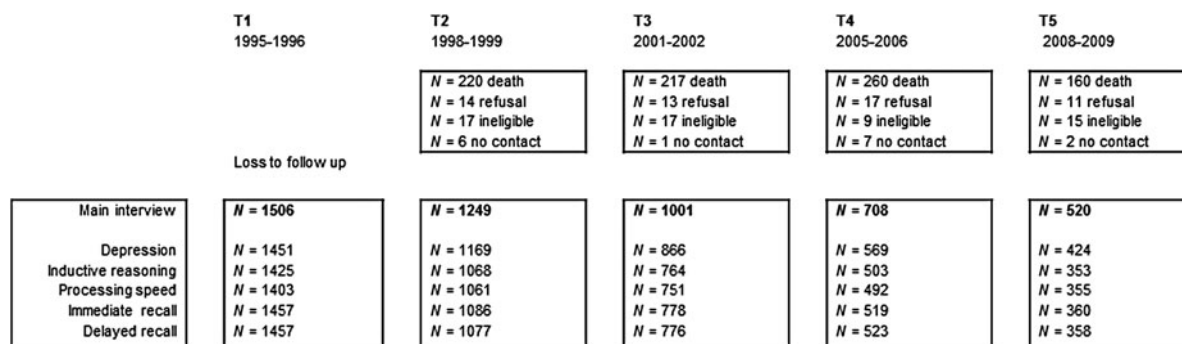 T1 T2 T3 T4 T5
1995-1996 1998-1999 2001-2002 2005-2006 2008-2009
N = 220 death N = 217 death N = 260 death N = 160 death
N = 14 refusal N = 13 refusal N = 17 refusal N = 11 refusal
N = 17 ineligible N = 17 ineligible N = 9 ineligible N = 15 ineligible
N = 6 no contact N = 1 no contact N = 7 no contact N = 2 no contact
Loss to follow up
Main interview N = 1506 N = 1249 N = 1001 N = 708 N = 520
Depression N = 1451 N = 1169 N = 866 N = 569 N = 424
Inductive reasoning N = 1425 N = 1068 N = 764 N = 503 N = 353
Processing speed N = 1403 N = 1061 N = 751 N = 492 N = 355
Immediate recall N = 1457 N = 1086 N = 778 N = 519 N = 360
Delayed recall N = 1457 N = 1077 N = 776 N = 523 N = 358